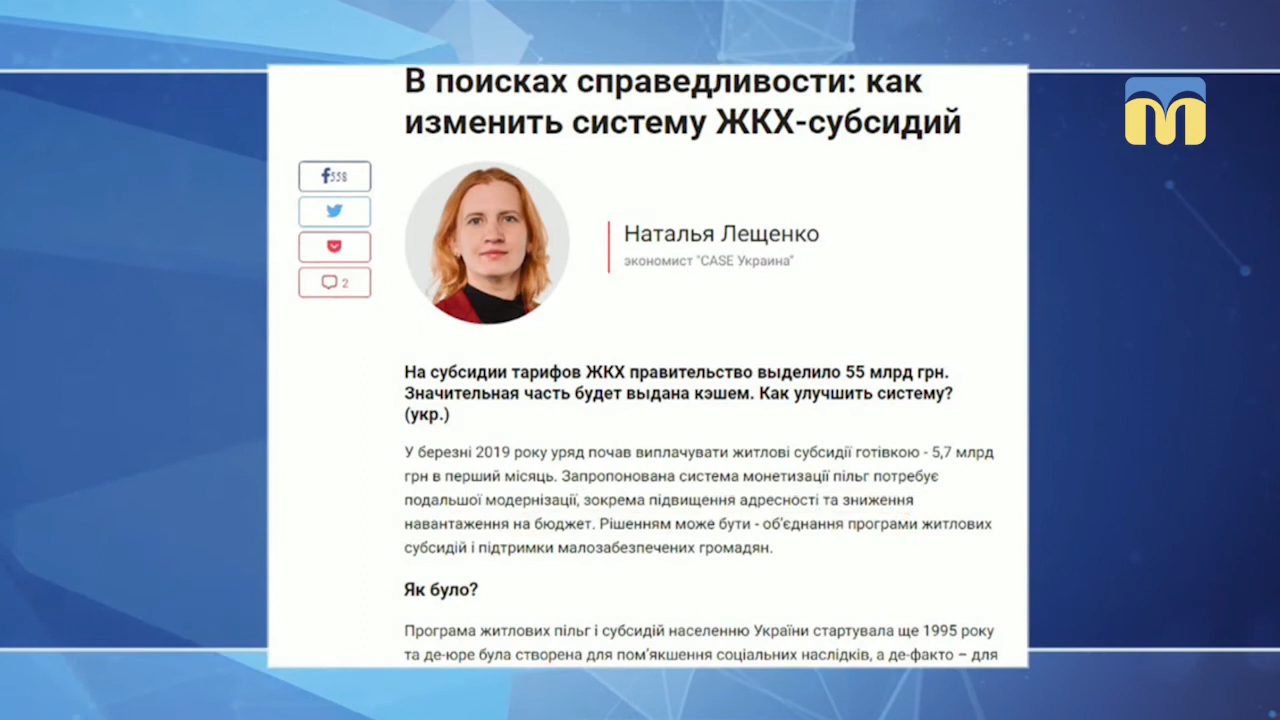 В поисках справедливости: как
изменить систему ЖКХ-субсидий
558
2
Наталья Лещенко
экономист "CASE Украина"
На субсидии тарифов ЖКХ правительство выделило 55 млрд грн.
Значительная часть будет выдана кэшем. Как улучшить систему?
(укр.)
У березні 2019 року уряд почав виплачувати житлові субсидії готівкою - 5,7 млрд
грн в перший місяць. Запропонована система монетизації пільг потребує
подальшої модернізації, зокрема підвищення адресності та зниження
навантаження на бюджет. Рішенням може бути - об'єднання програми житлових
субсидій і підтримки малозабезпечених громадян.
Як було?
Програма житлових пільг і субсидій населенню України стартувала ще 1995 року
та де-юре була створена для пом'якшення соціальних наслідків, а де-факто – для